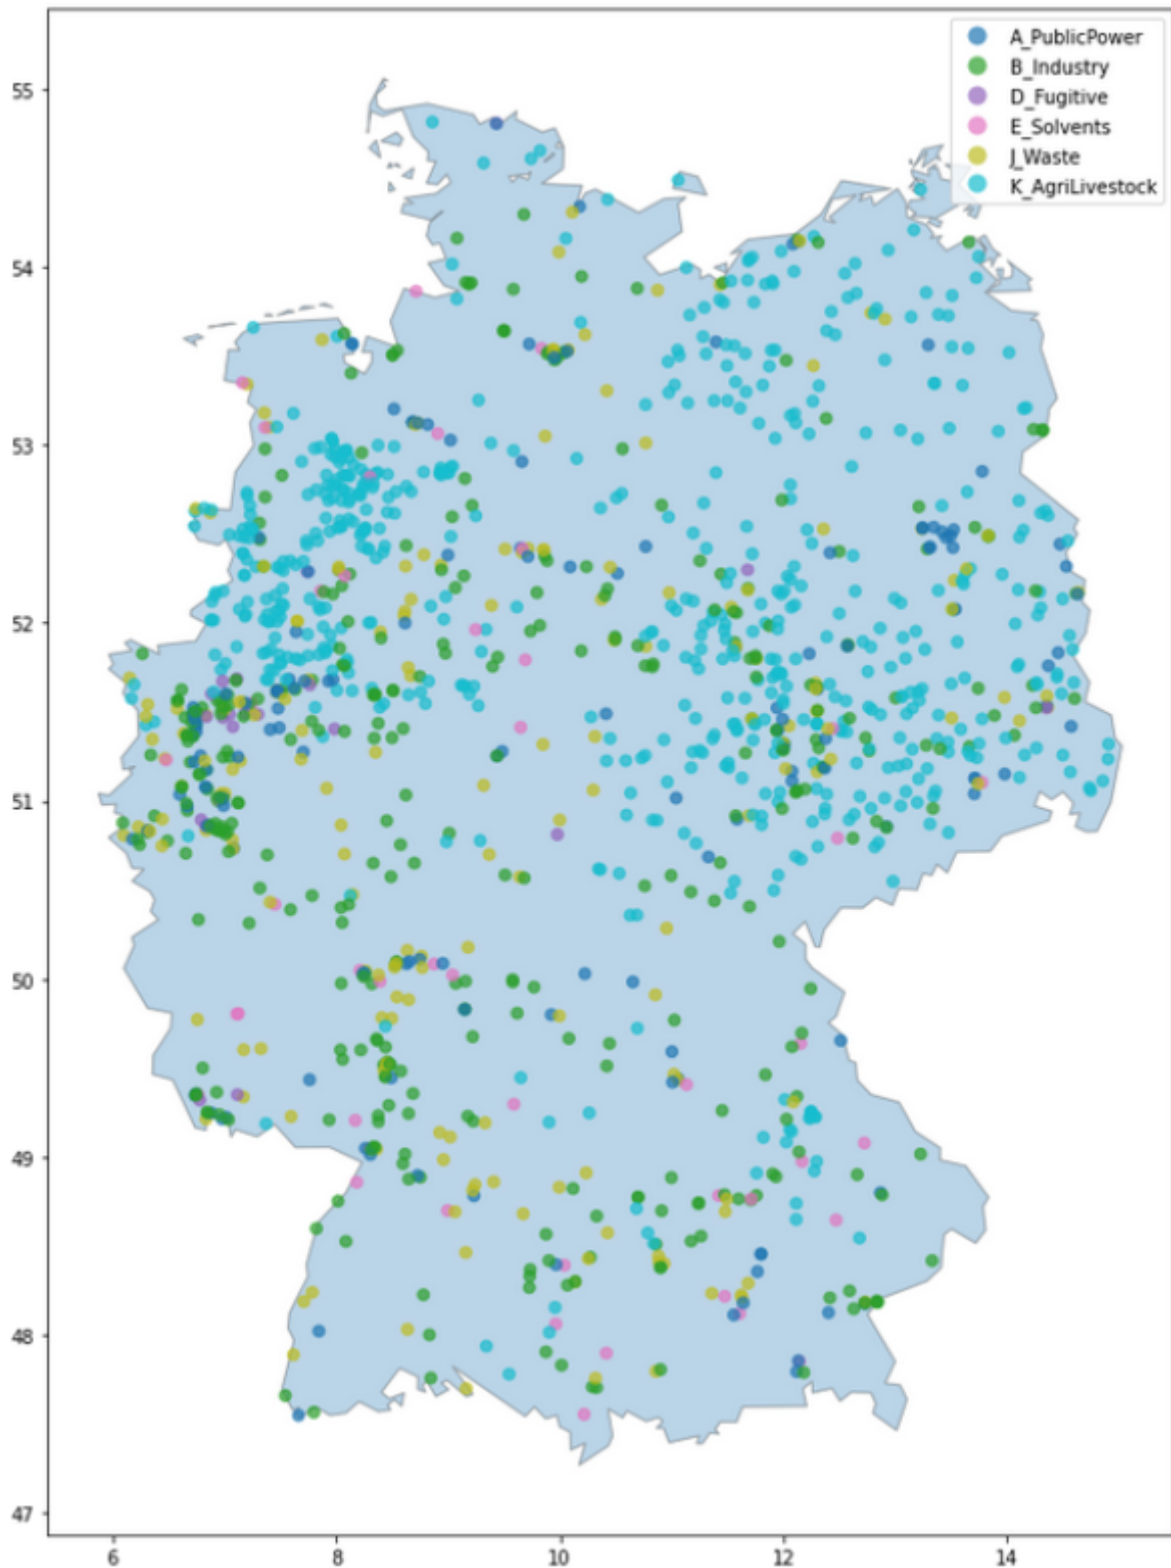 A_PublicPower
B_Industry
D_Fugitive
E_Solvents
J_Waste
K_AgriLivestock
55
54
53
52
51
50
49
48
47
6 8 10 12 14